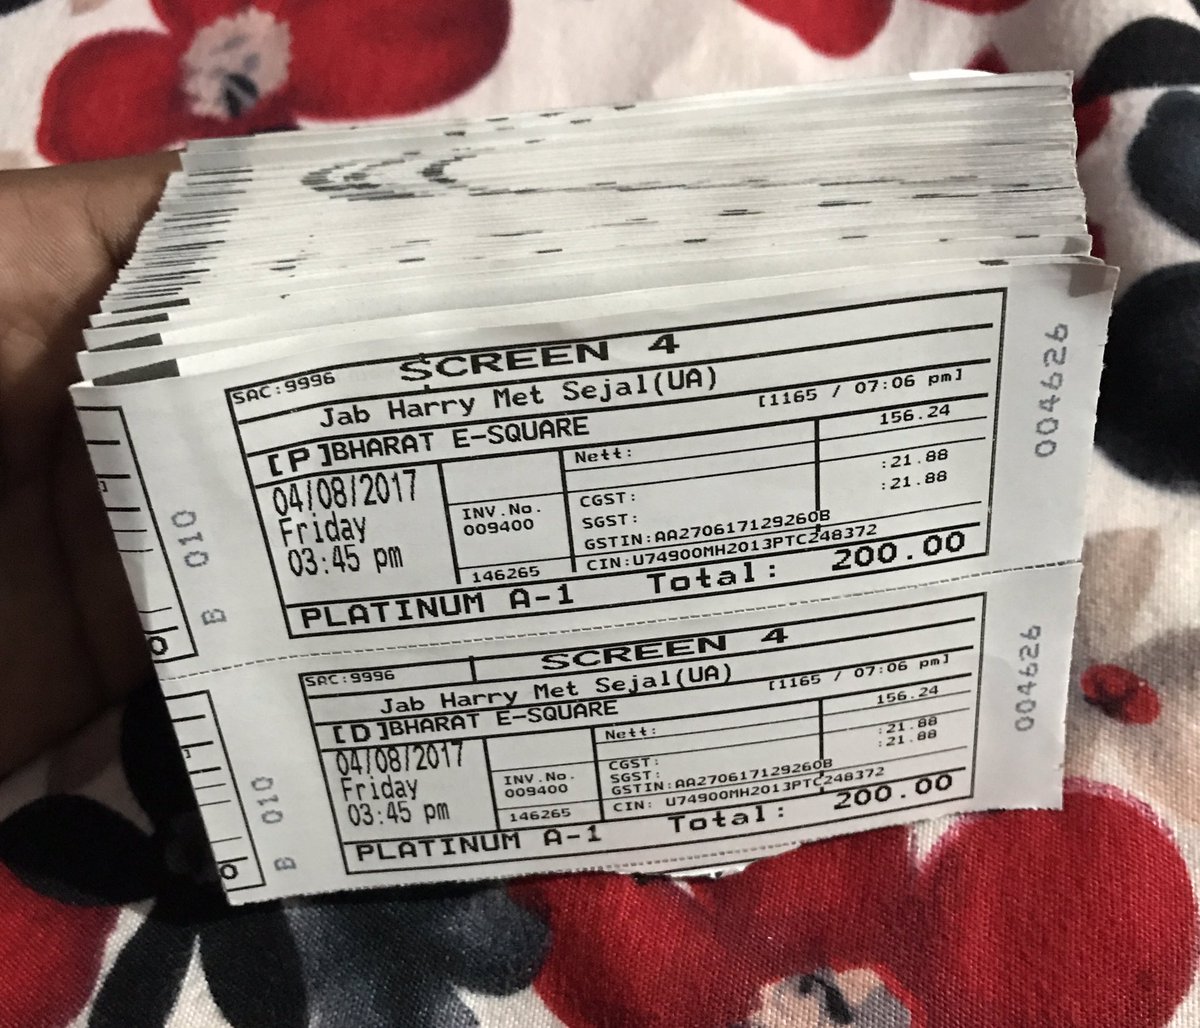 SCREEN 4
SAC:9996
Jab Harry Met Sejal(UA)
[1165 / 07:06 pm]
[P]BHARAT E-SQUARE
04/08/2017
Friday
03:45 pm
INV.No.
009400
146265
Nett: 156.24
CGST: :21.88
SGST: :21.88
GSTIN:AA270617129260B
CIN:U74900MH2013PTC248372
PLATINUM A-1 Total: 200.00
004626
B 010
SCREEN 4
SAC:9996
Jab Harry Met Sejal(UA)
[1165 / 07:06 pm]
[D]BHARAT E-SQUARE
04/08/2017
Friday
03:45 pm
INV.No.
009400
146265
Nett: 156.24
CGST: :21.88
SGST: :21.88
GSTIN:AA270617129260B
CIN: U74900MH2013PTC248372
PLATINUM A-1 Total: 200.00
004626
B 010